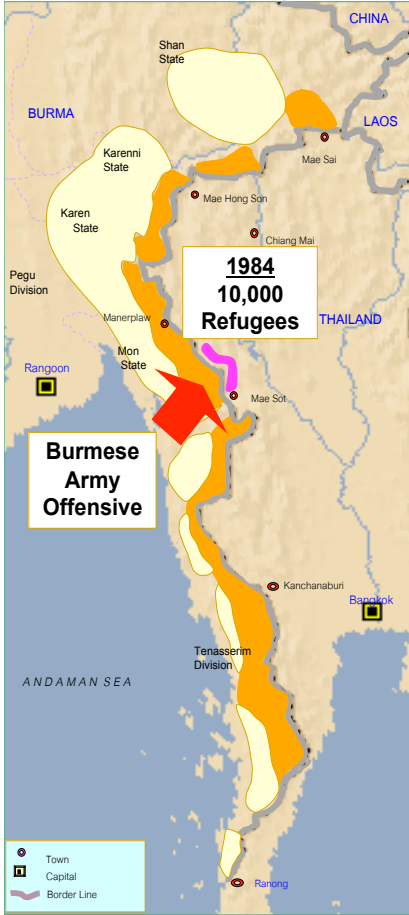 CHINA
Shan
State
BURMA
LAOS
Karenni
State
Mae Sai
Mae Hong Son
Karen
State
Chiang Mai
1984
10,000
Refugees
Pegu
Division
Manerplaw
THAILAND
Mon
State
Rangoon
Mae Sot
Burmese
Army
Offensive
Kanchanaburi
Bangkok
Tenasserim
Division
ANDAMAN SEA
Town
Capital
Border Line
Ranong